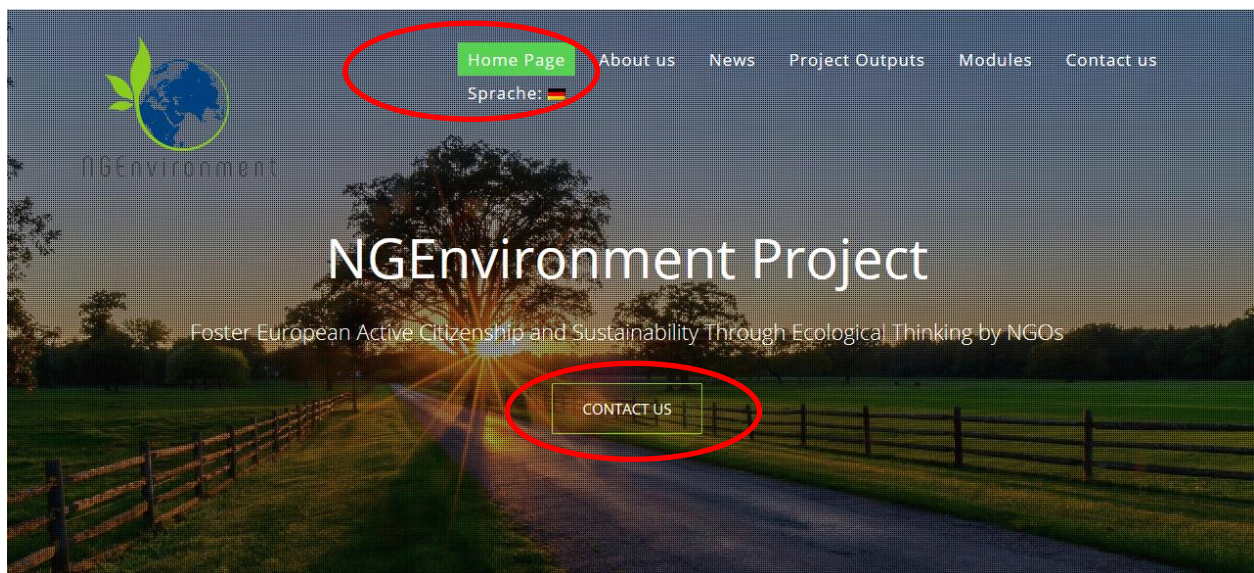 Home Page About us News Project Outputs Modules Contact us
Sprache:
NGEnvironment
NGEnvironment Project
Foster European Active Citizenship and Sustainability Through Ecological Thinking by NGOs
CONTACT US